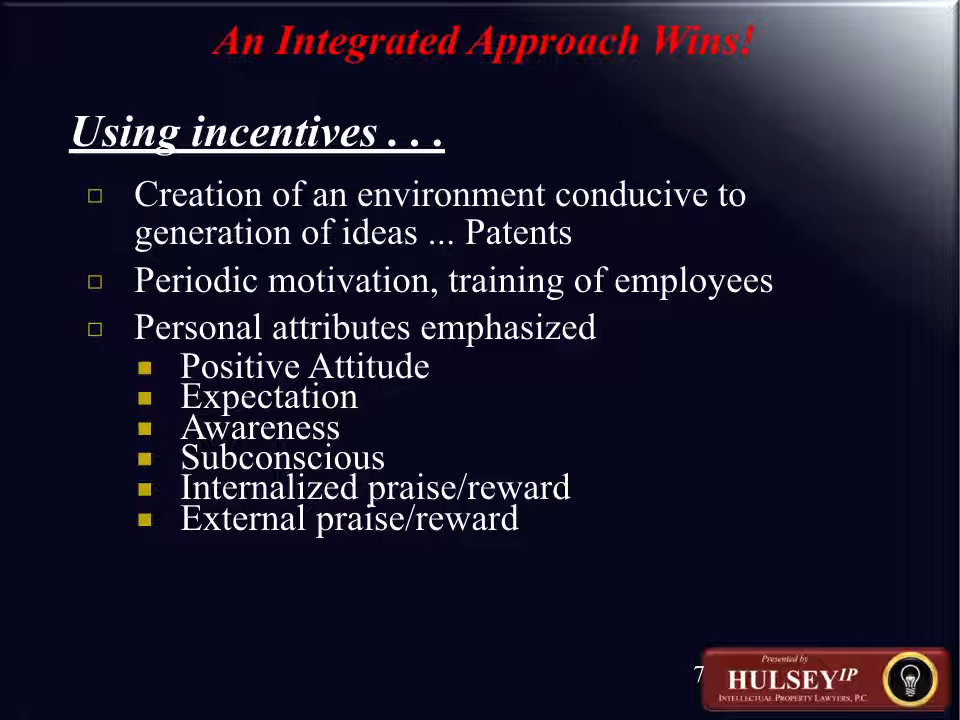 An Integrated Approach Wins!
Using incentives . . .
Creation of an environment conducive to
generation of ideas ... Patents
Periodic motivation, training of employees
Personal attributes emphasized
Positive Attitude
Expectation
Awareness
Subconscious
Internalized praise/reward
External praise/reward
7
Presented by
HULSEY IP
INTELLECTUAL PROPERTY LAWYERS, P.C.